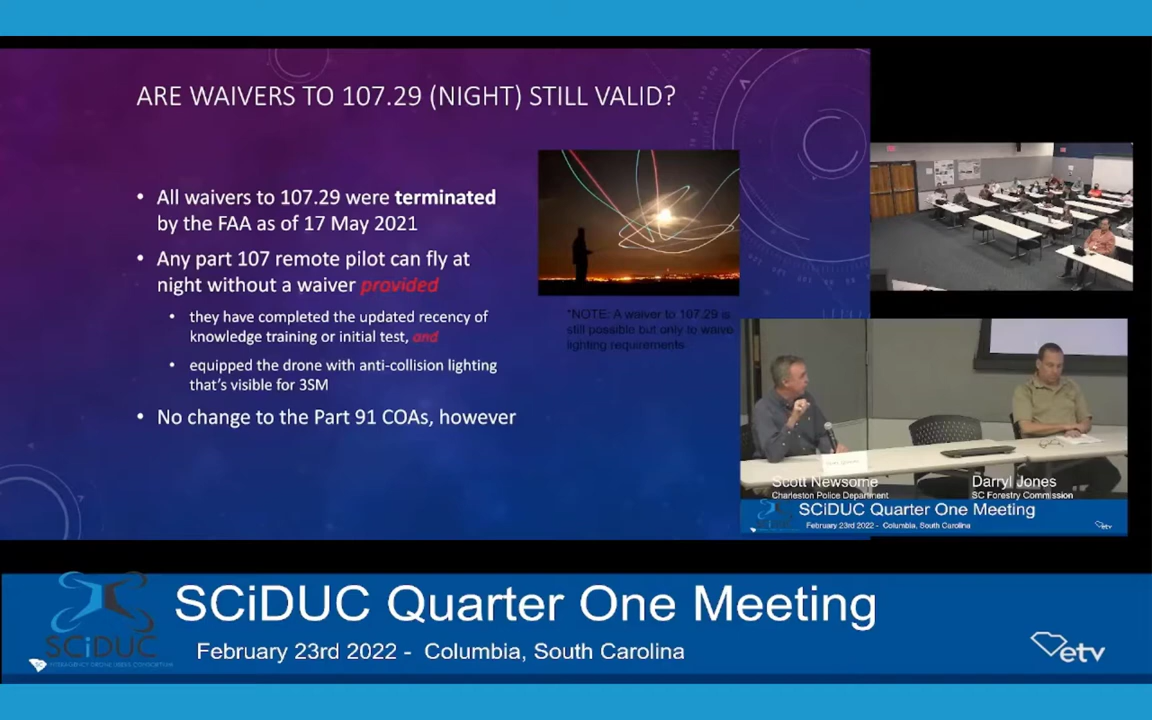 ARE WAIVERS TO 107.29 (NIGHT) STILL VALID?
• All waivers to 107.29 were terminated
by the FAA as of 17 May 2021
• Any part 107 remote pilot can fly at
night without a waiver provided
• they have completed the updated recency of
knowledge training or initial test, and
• equipped the drone with anti-collision lighting
that's visible for 3SM
• No change to the Part 91 COAs, however
*NOTE: A waiver to 107.29 is
still possible but only to waive
lighting requirements
Scott Newsome
Charleston Police Department
Darryl Jones
SC Forestry Commission
SCiDUC Quarter One Meeting
February 23rd 2022 - Columbia, South Carolina
etv
SCiDUC
INTERAGENCY DRONE USERS CONSORTIUM
SCiDUC Quarter One Meeting
February 23rd 2022 - Columbia, South Carolina
etv